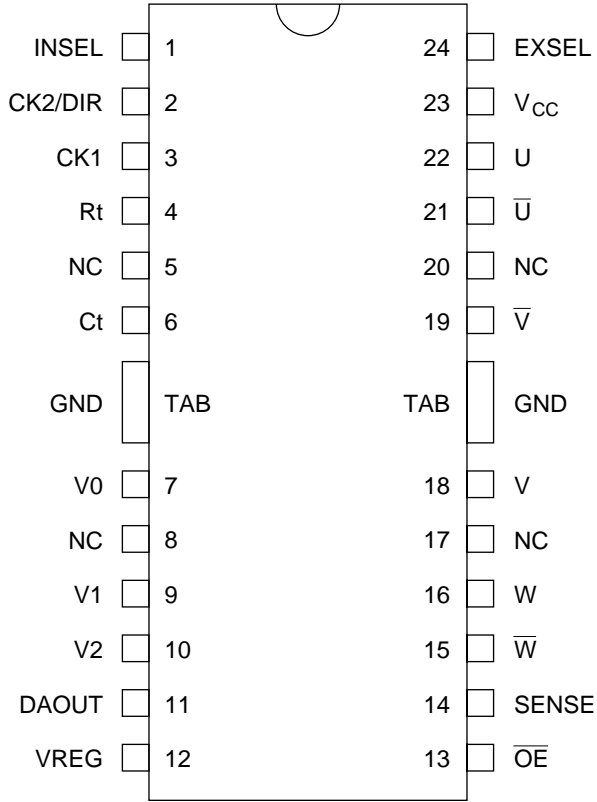 INSEL 1 24 EXSEL
CK2/DIR 2 23 V_CC
CK1 3 22 U
Rt 4 21 U̅
NC 5 20 NC
Ct 6 19 V̅
GND TAB TAB GND
V0 7 18 V
NC 8 17 NC
V1 9 16 W
V2 10 15 W̅
DAOUT 11 14 SENSE
VREG 12 13 O̅E̅